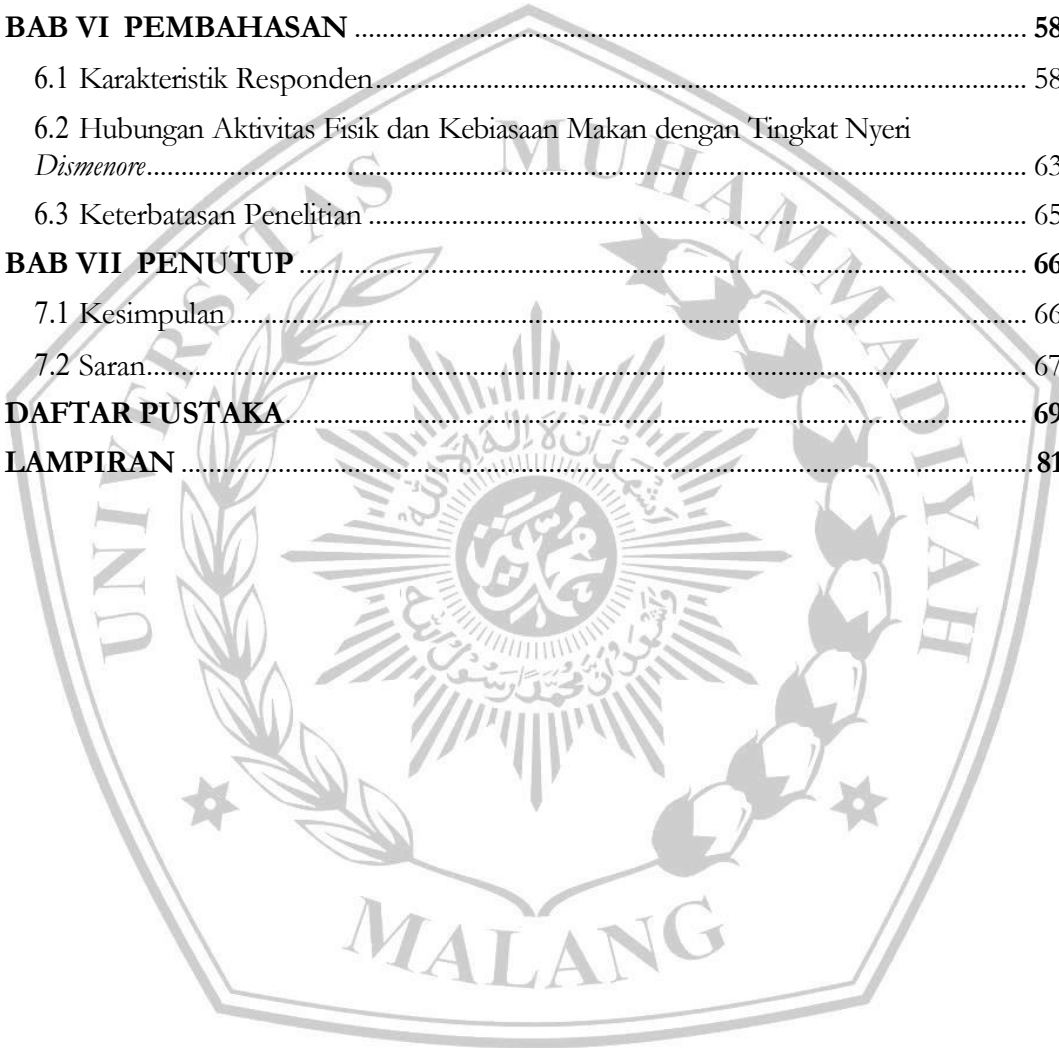 BAB VI PEMBAHASAN ........ 58
6.1 Karakteristik Responden ........ 58
6.2 Hubungan Aktivitas Fisik dan Kebiasaan Makan dengan Tingkat Nyeri
Dismenore ........ 63
6.3 Keterbatasan Penelitian ........ 65
BAB VII PENUTUP ........ 66
7.1 Kesimpulan ........ 66
7.2 Saran ........ 67
DAFTAR PUSTAKA ........ 69
LAMPIRAN ........ 81
UNIVERSITAS MUHAMMADIYAH
MALANG